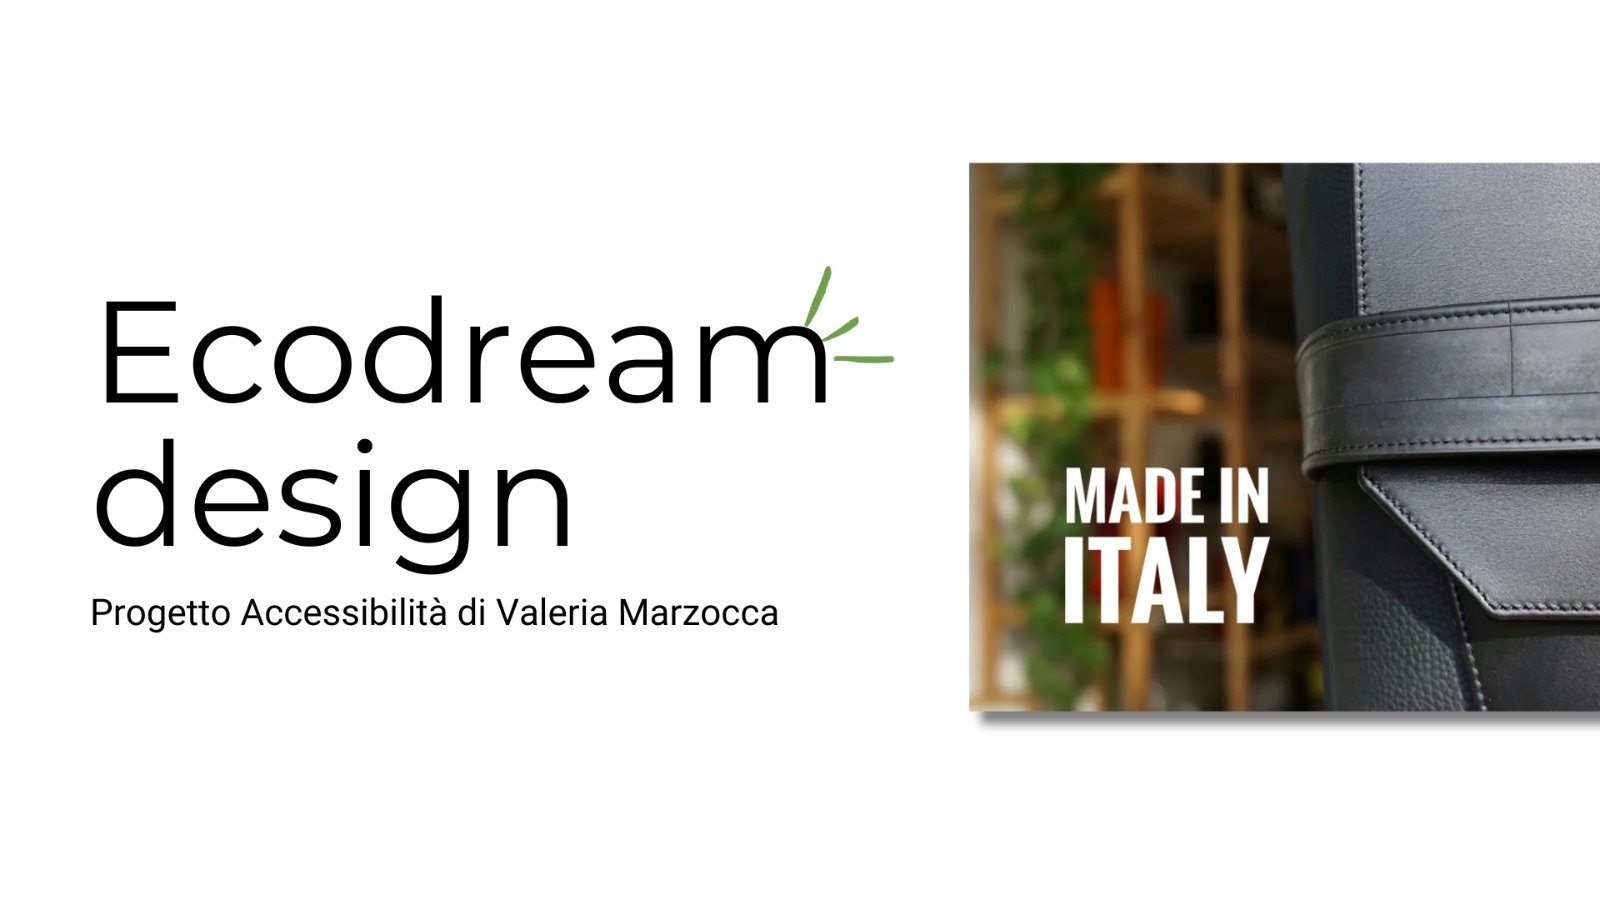 Ecodream
design
Progetto Accessibilità di Valeria Marzocca
MADE IN
ITALY